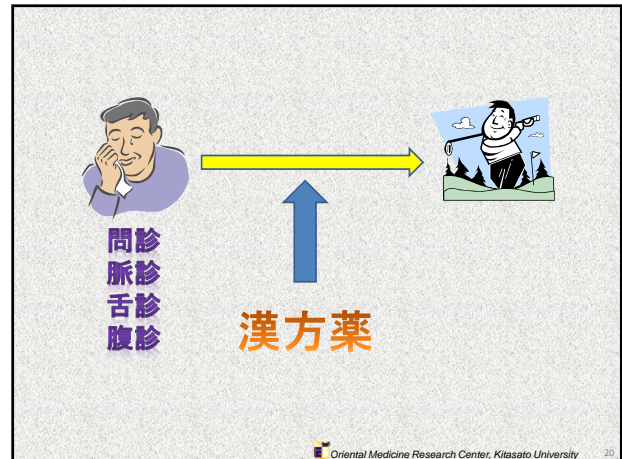 問診
脈診
舌診
腹診
漢方薬
Oriental Medicine Research Center, Kitasato University
20